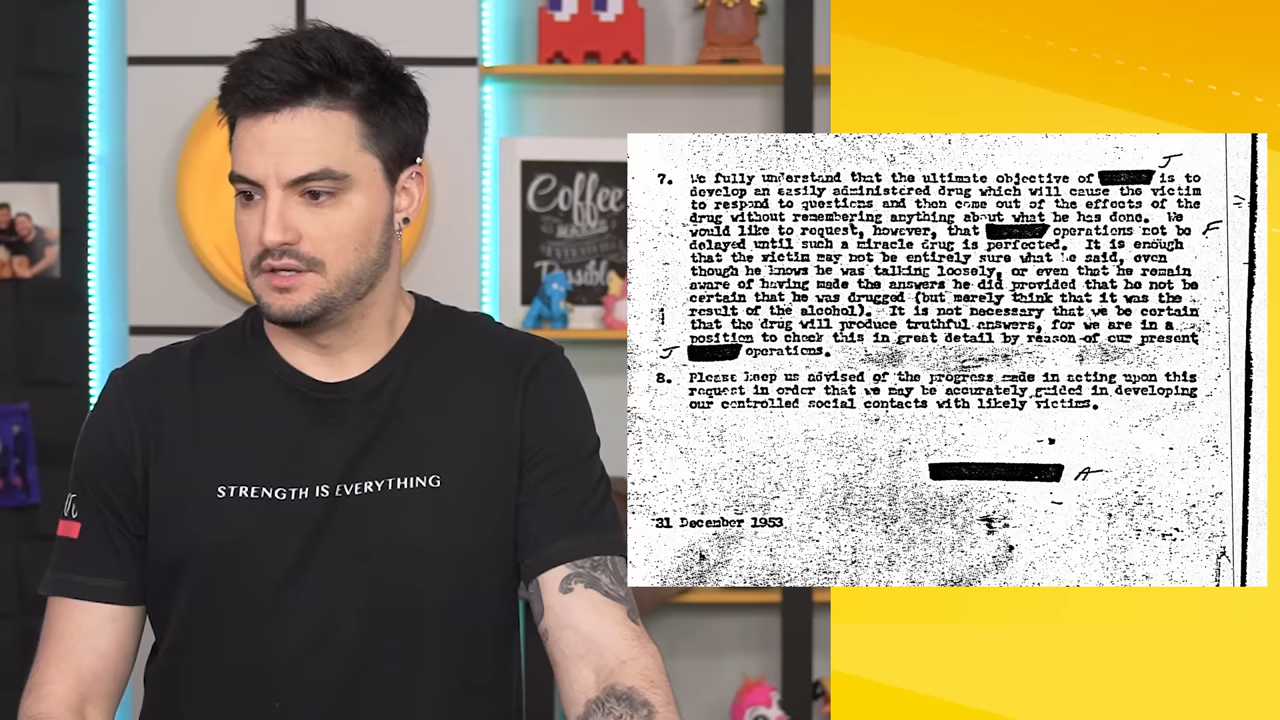 Coffee
STRENGTH IS EVERYTHING
J
7. We fully understand that the ultimate objective of is to
develop an easily administered drug which will cause the victim
to respond to questions and then come out of the effects of the
drug without remembering anything about what he has done. We
would like to request, however, that operations not be F
delayed until such a miracle drug is perfected. It is enough
that the victim may not be entirely sure what he said, even
though he knows he was talking loosely, or even that he remain
aware of having made the answers he did provided that he not be
certain that he was drugged (but merely think that it was the
result of the alcohol). It is not necessary that we be certain
that the drug will produce truthful answers, for we are in a
position to check this in great detail by reason of our present
J operations.
8. Please keep us advised of the progress made in acting upon this
request in order that we may be accurately guided in developing
our controlled social contacts with likely victims.
A
31 December 1953